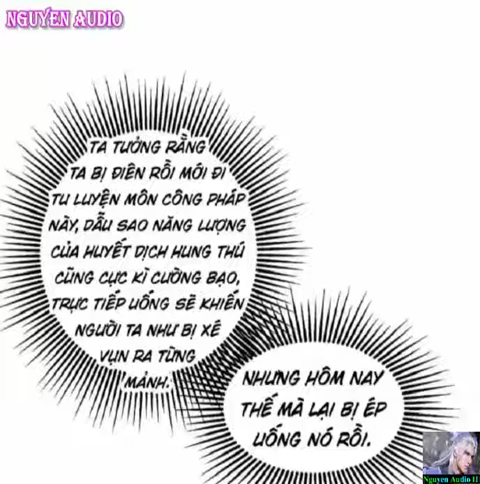 NGUYEN AUDIO
TA TƯỞNG RẰNG
TA BỊ ĐIÊN RỒI MỚI ĐI
TU LUYỆN MÔN CÔNG PHÁP
NÀY, DẪU SAO NĂNG LƯỢNG
CỦA HUYẾT DỊCH HUNG THÚ
CŨNG CỰC KÌ CƯỜNG BẠO,
TRỰC TIẾP UỐNG SẼ KHIẾN
NGƯỜI TA NHƯ BỊ XÉ
VỤN RA TỪNG
MẢNH.
NHƯNG HÔM NAY
THẾ MÀ LẠI BỊ ÉP
UỐNG NÓ RỒI.
Nguyen Audio II